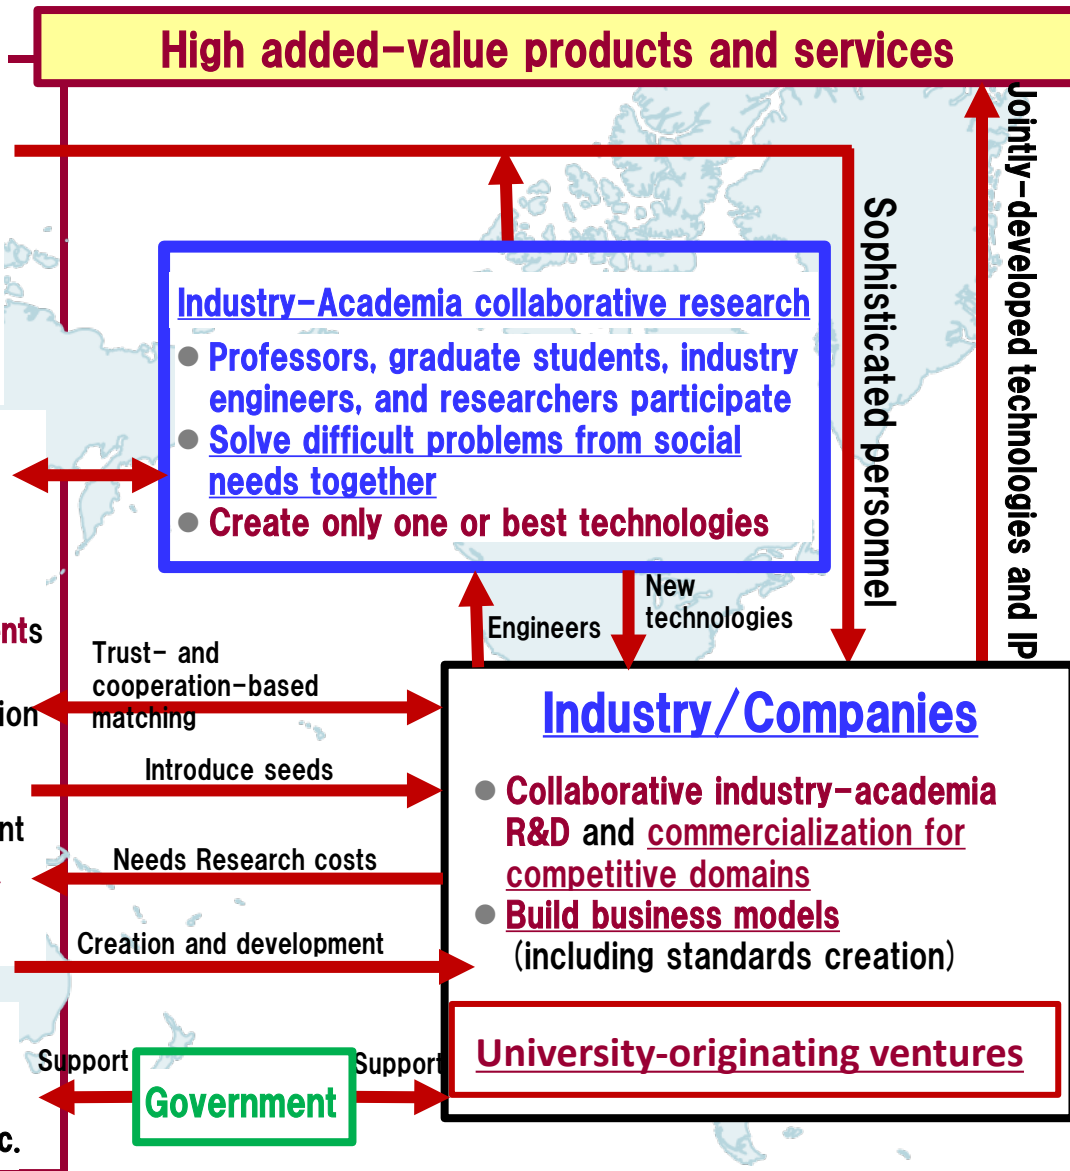 High added-value products and services
Jointly-developed technologies and IP
Sophisticated personnel
Industry-Academia collaborative research
● Professors, graduate students, industry
engineers, and researchers participate
● Solve difficult problems from social
needs together
● Create only one or best technologies
Engineers
New
technologies
nts
Trust- and
cooperation-based
matching
ion
Introduce seeds
nt
Needs Research costs
Creation and development
Support
Government
Support
c.
Industry/Companies
● Collaborative industry-academia
R&D and commercialization for
competitive domains
● Build business models
(including standards creation)
University-originating ventures